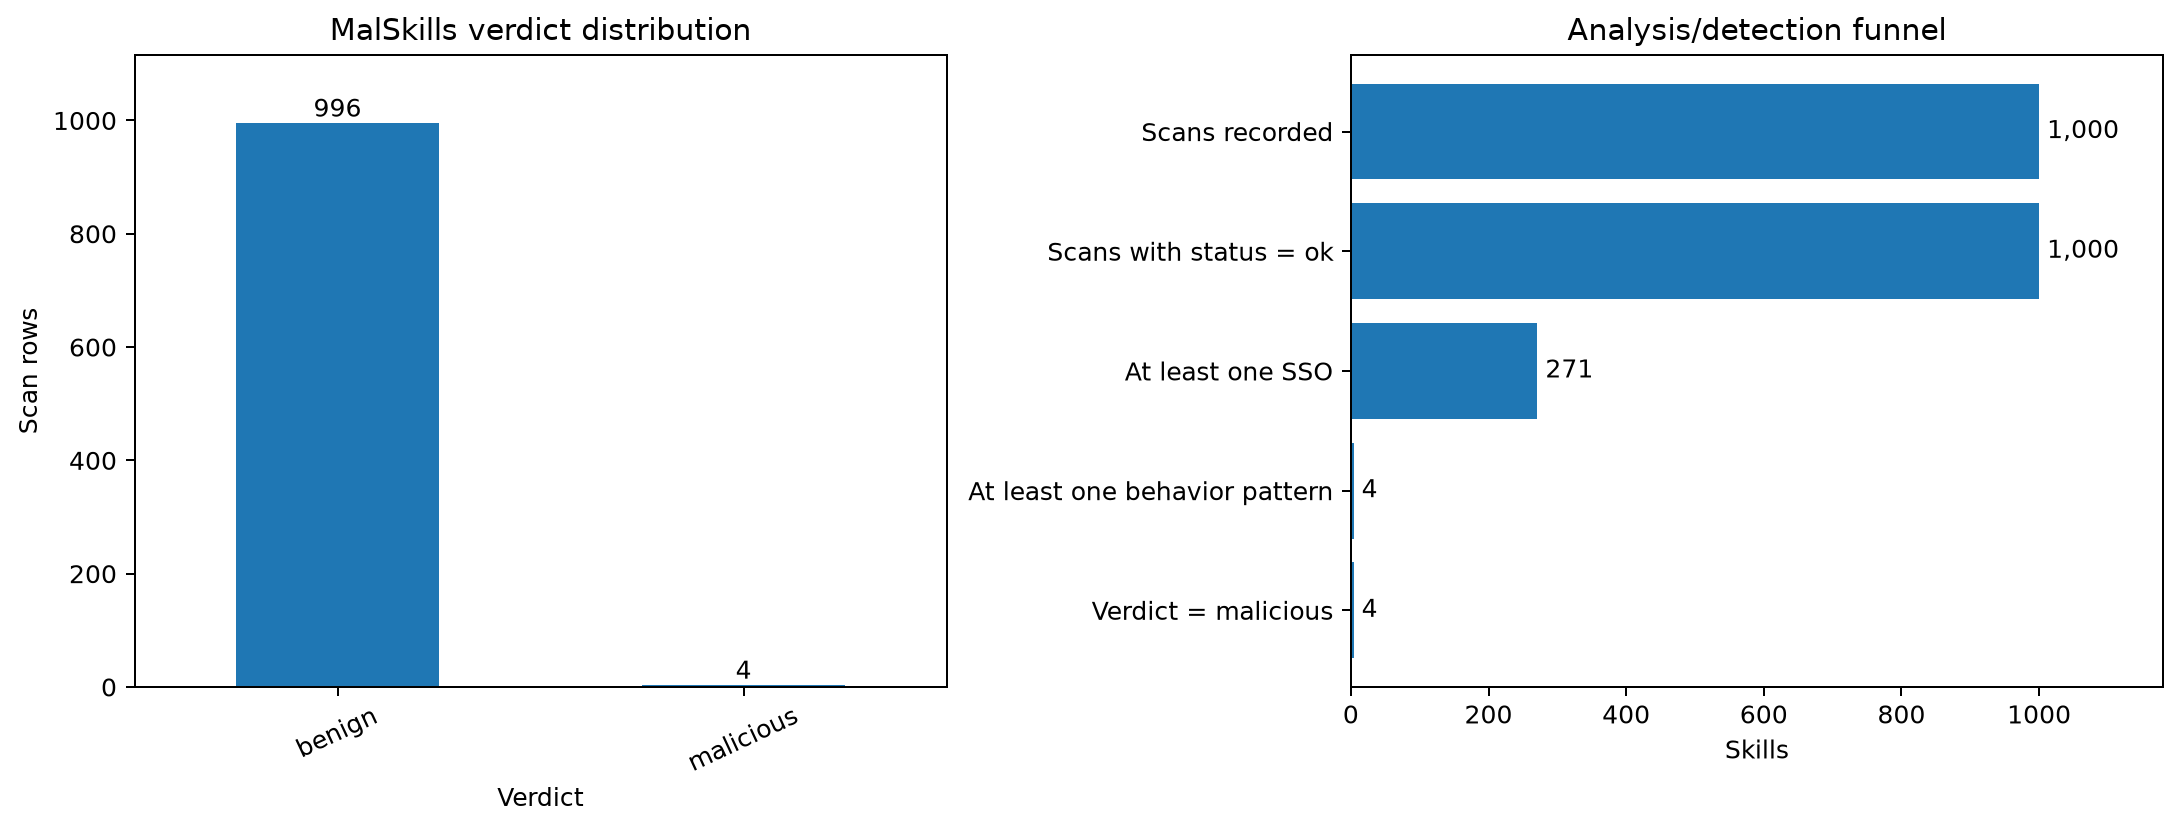 MalSkills verdict distribution
996
4
1000
800
600
400
200
0
Scan rows
benign
malicious
Verdict
Analysis/detection funnel
Scans recorded
1,000
Scans with status = ok
1,000
At least one SSO
271
At least one behavior pattern
4
Verdict = malicious
4
0 200 400 600 800 1000
Skills